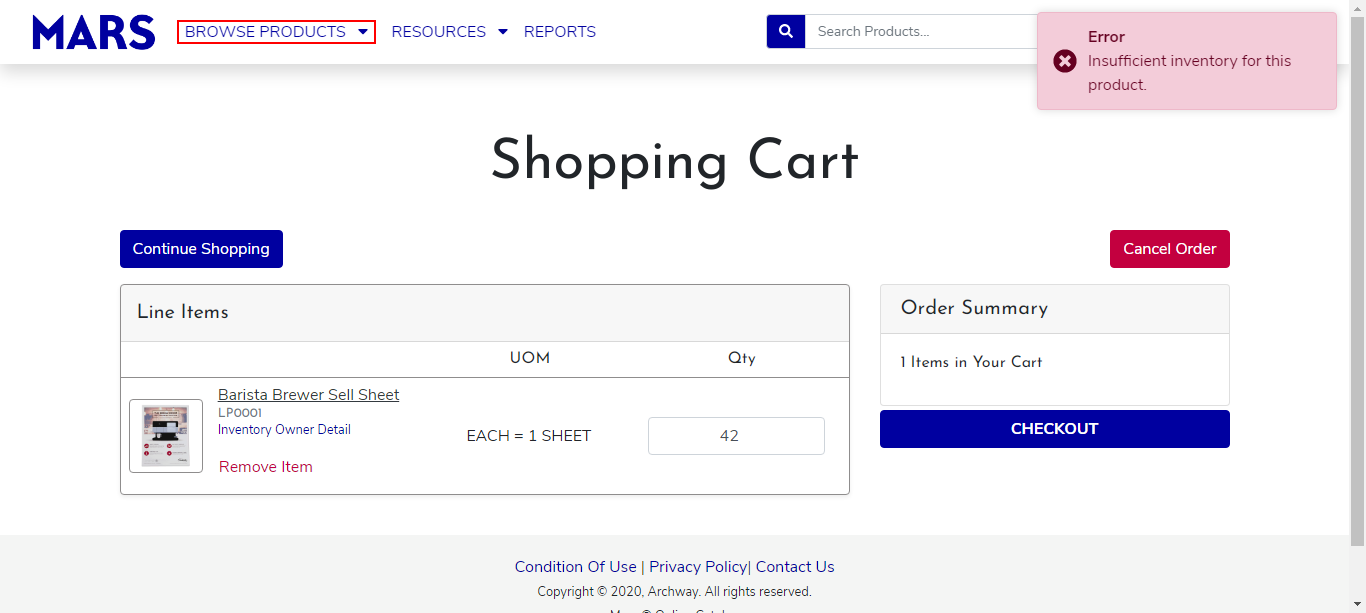 MARS
BROWSE PRODUCTS
RESOURCES
REPORTS
Search Products...
Error
Insufficient inventory for this
product.
Shopping Cart
Continue Shopping
Cancel Order
Line Items
UOM
Qty
Barista Brewer Sell Sheet
LP0001
Inventory Owner Detail
EACH = 1 SHEET
42
Remove Item
Order Summary
1 Items in Your Cart
CHECKOUT
Condition Of Use | Privacy Policy| Contact Us
Copyright © 2020, Archway. All rights reserved.